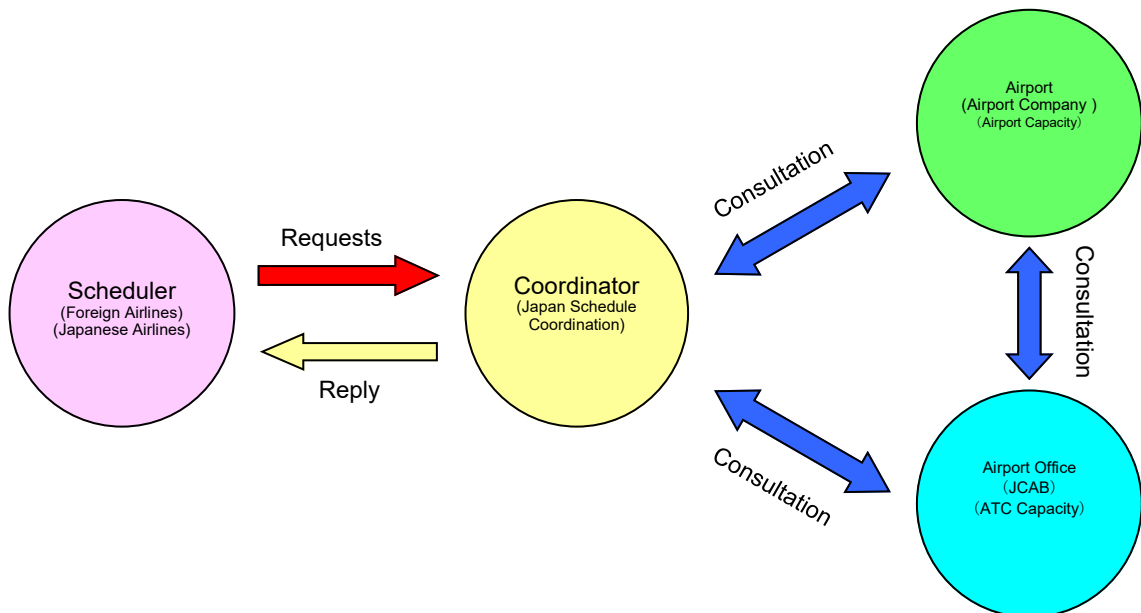 Scheduler
(Foreign Airlines)
(Japanese Airlines)
Requests
Reply
Coordinator
(Japan Schedule
Coordination)
Consultation
Consultation
Airport
(Airport Company )
（Airport Capacity）
Consultation
Airport Office
（JCAB）
（ATC Capacity）